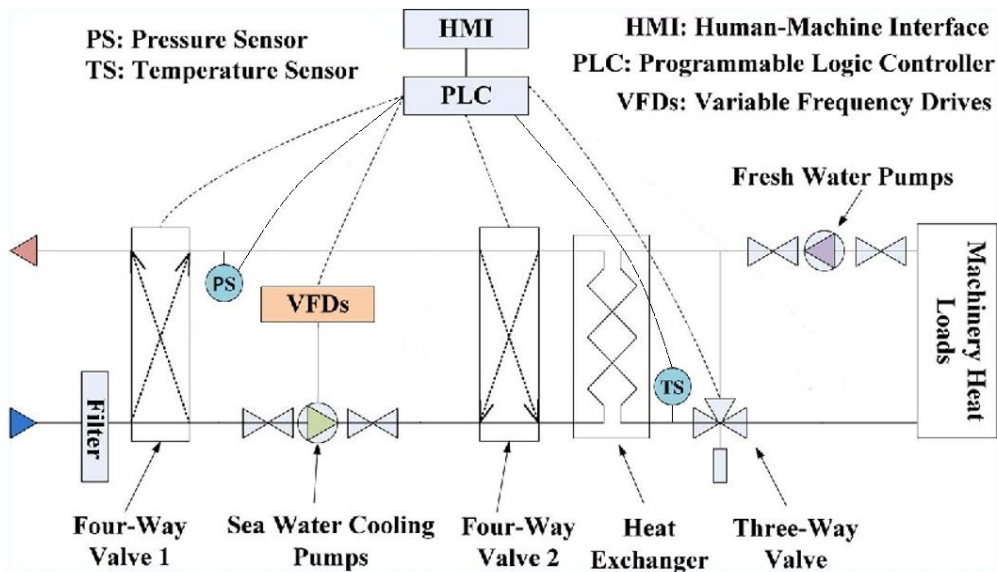 PS: Pressure Sensor
TS: Temperature Sensor
HMI
PLC
HMI: Human-Machine Interface
PLC: Programmable Logic Controller
VFDs: Variable Frequency Drives
Fresh Water Pumps
PS
VFDs
TS
Machinery Heat
Loads
Filter
Four-Way
Valve 1
Sea Water Cooling
Pumps
Four-Way
Valve 2
Heat
Exchanger
Three-Way
Valve